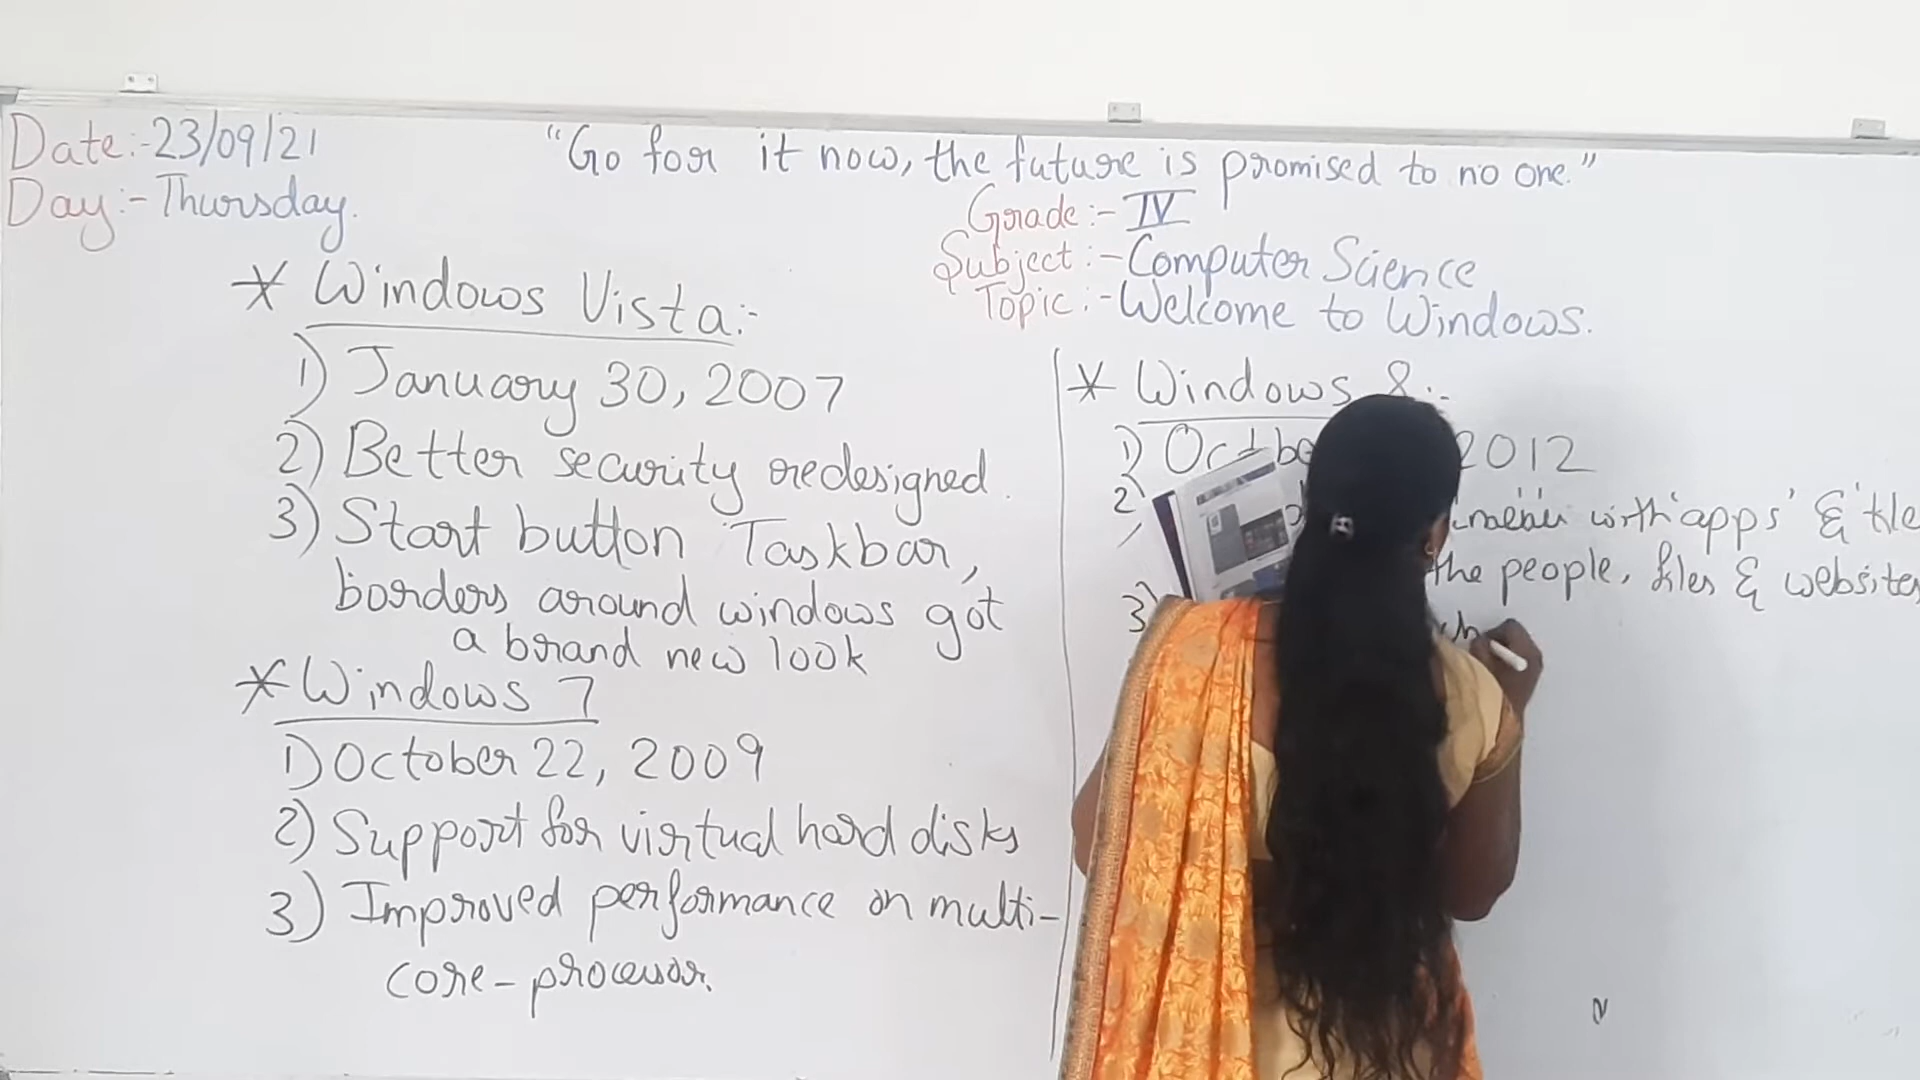 Date:-23/09/21
Day:-Thursday.
"Go for it now, the future is promised to no one."
Grade:- IV
Subject:-Computer Science
Topic:-Welcome to Windows.
* Windows Vista:-
1) January 30, 2007
2) Better security redesigned.
3) Start button Taskbar,
borders around windows got
a brand new look
* Windows 7
1) October 22, 2009
2) Support for virtual hard disks
3) Improved performance on multi-
core-processor.
* Windows 8:-
1) 2012
2) with 'apps' &
the people, files & websites
3)